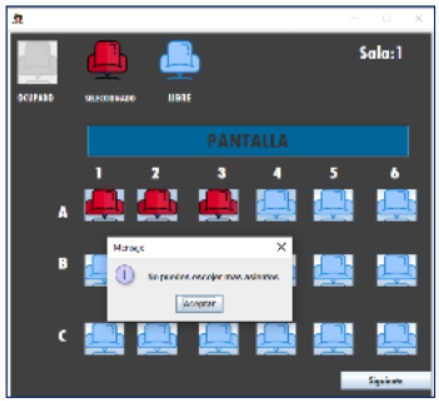 Sala:1
OCUPADO SELECCIONADO LIBRE
PANTALLA
1 2 3 4 5 6
A
Mensaje
B
No puedes escojer mas asientos
Aceptar
C
Siguiente